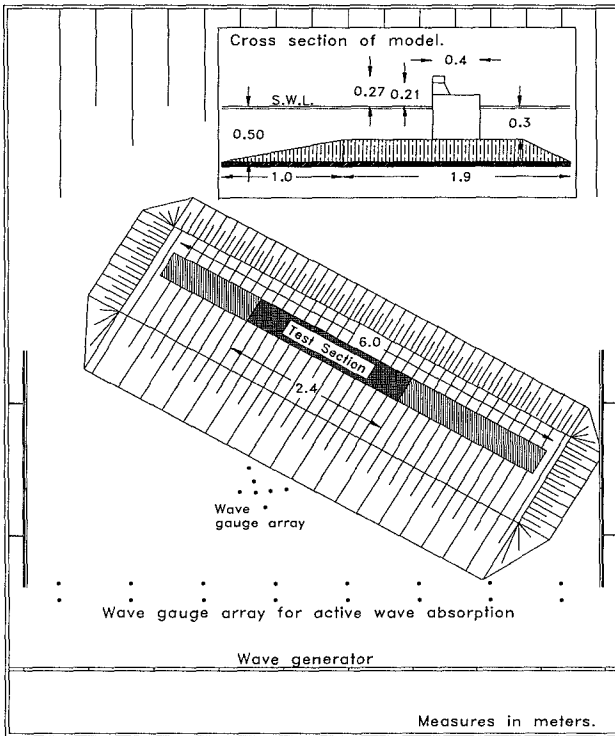 Cross section of model.
0.4
S.W.L.
0.27
0.21
0.50
0.3
1.0
1.9
6.0
Test Section
2.4
Wave
gauge array
Wave gauge array for active wave absorption
Wave generator
Measures in meters.